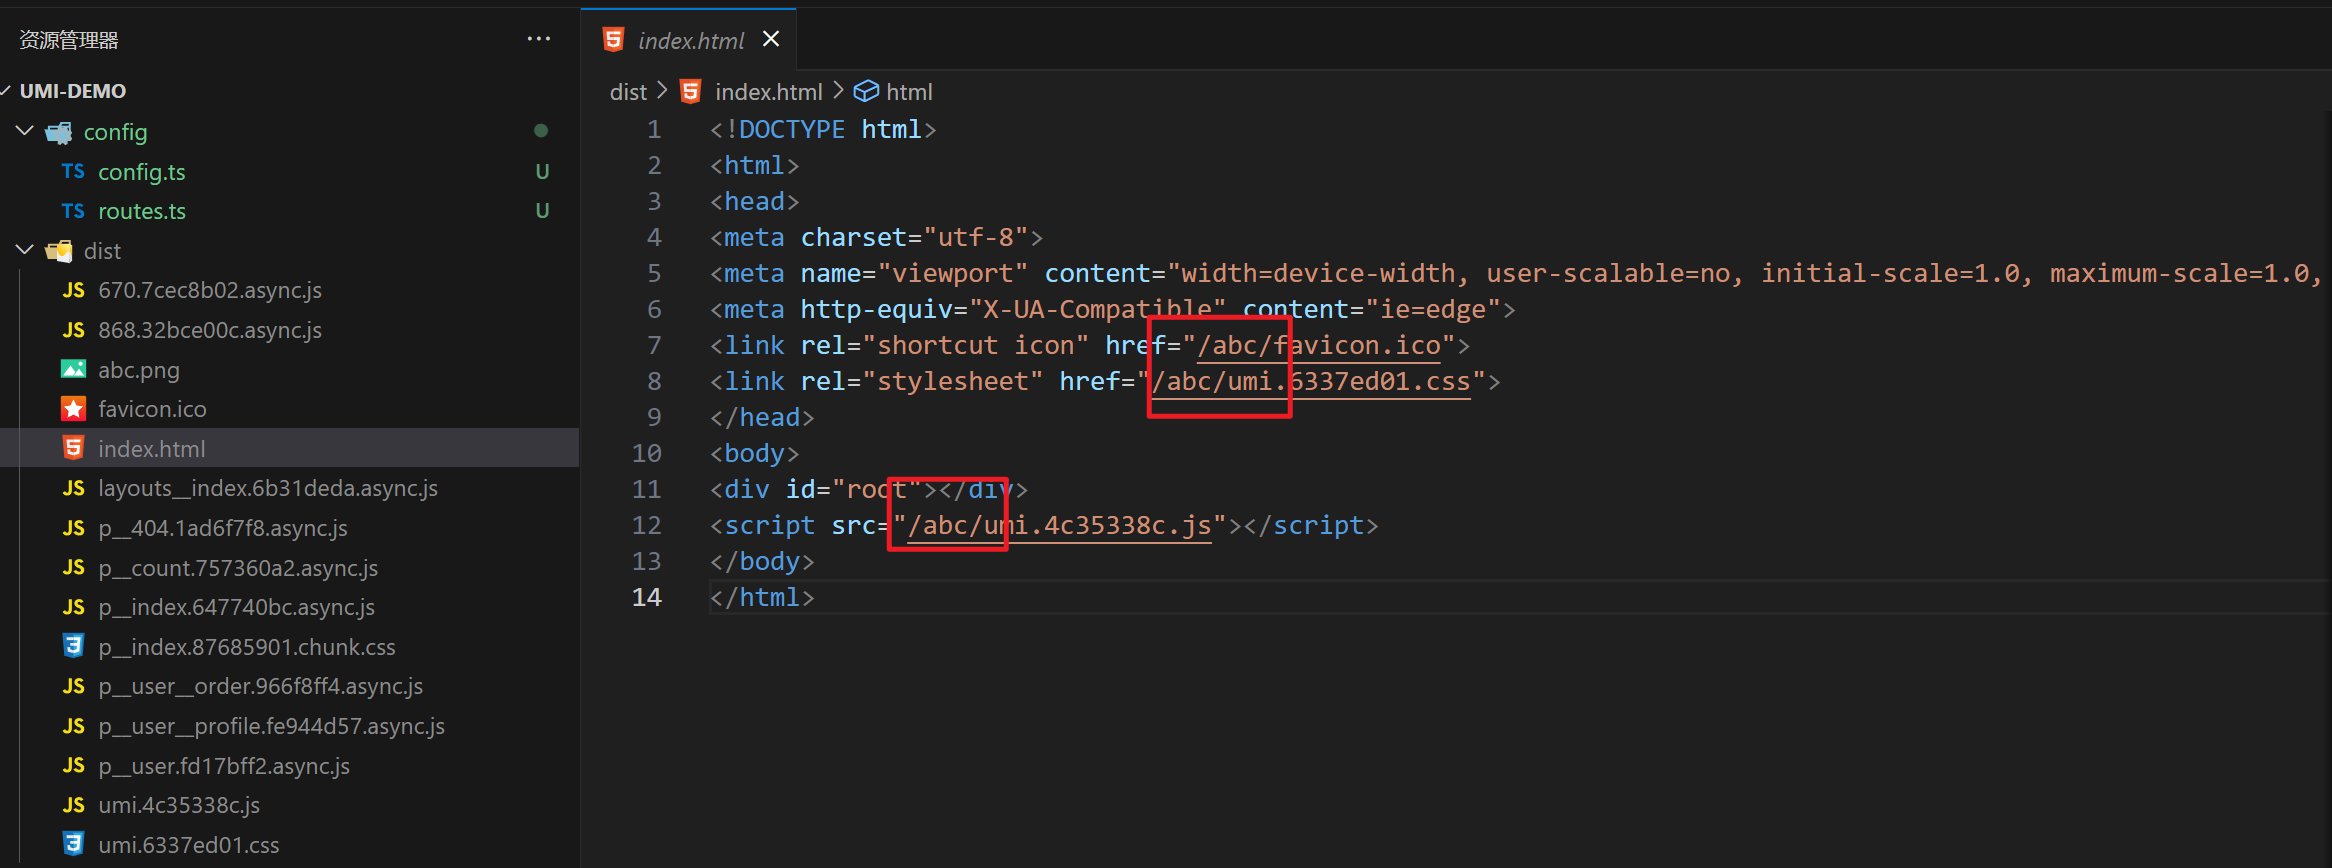 资源管理器
UMI-DEMO
config
TS config.ts U
TS routes.ts U
dist
JS 670.7cec8b02.async.js
JS 868.32bce00c.async.js
abc.png
favicon.ico
index.html
JS layouts__index.6b31deda.async.js
JS p__404.1ad6f7f8.async.js
JS p__count.757360a2.async.js
JS p__index.647740bc.async.js
p__index.87685901.chunk.css
JS p__user__order.966f8ff4.async.js
JS p__user__profile.fe944d57.async.js
JS p__user.fd17bff2.async.js
JS umi.4c35338c.js
umi.6337ed01.css
index.html
dist > index.html > html
1 <!DOCTYPE html>
2 <html>
3 <head>
4 <meta charset="utf-8">
5 <meta name="viewport" content="width=device-width, user-scalable=no, initial-scale=1.0, maximum-scale=1.0,
6 <meta http-equiv="X-UA-Compatible" content="ie=edge">
7 <link rel="shortcut icon" href="/abc/favicon.ico">
8 <link rel="stylesheet" href="/abc/umi.6337ed01.css">
9 </head>
10 <body>
11 <div id="root"></div>
12 <script src="/abc/umi.4c35338c.js"></script>
13 </body>
14 </html>